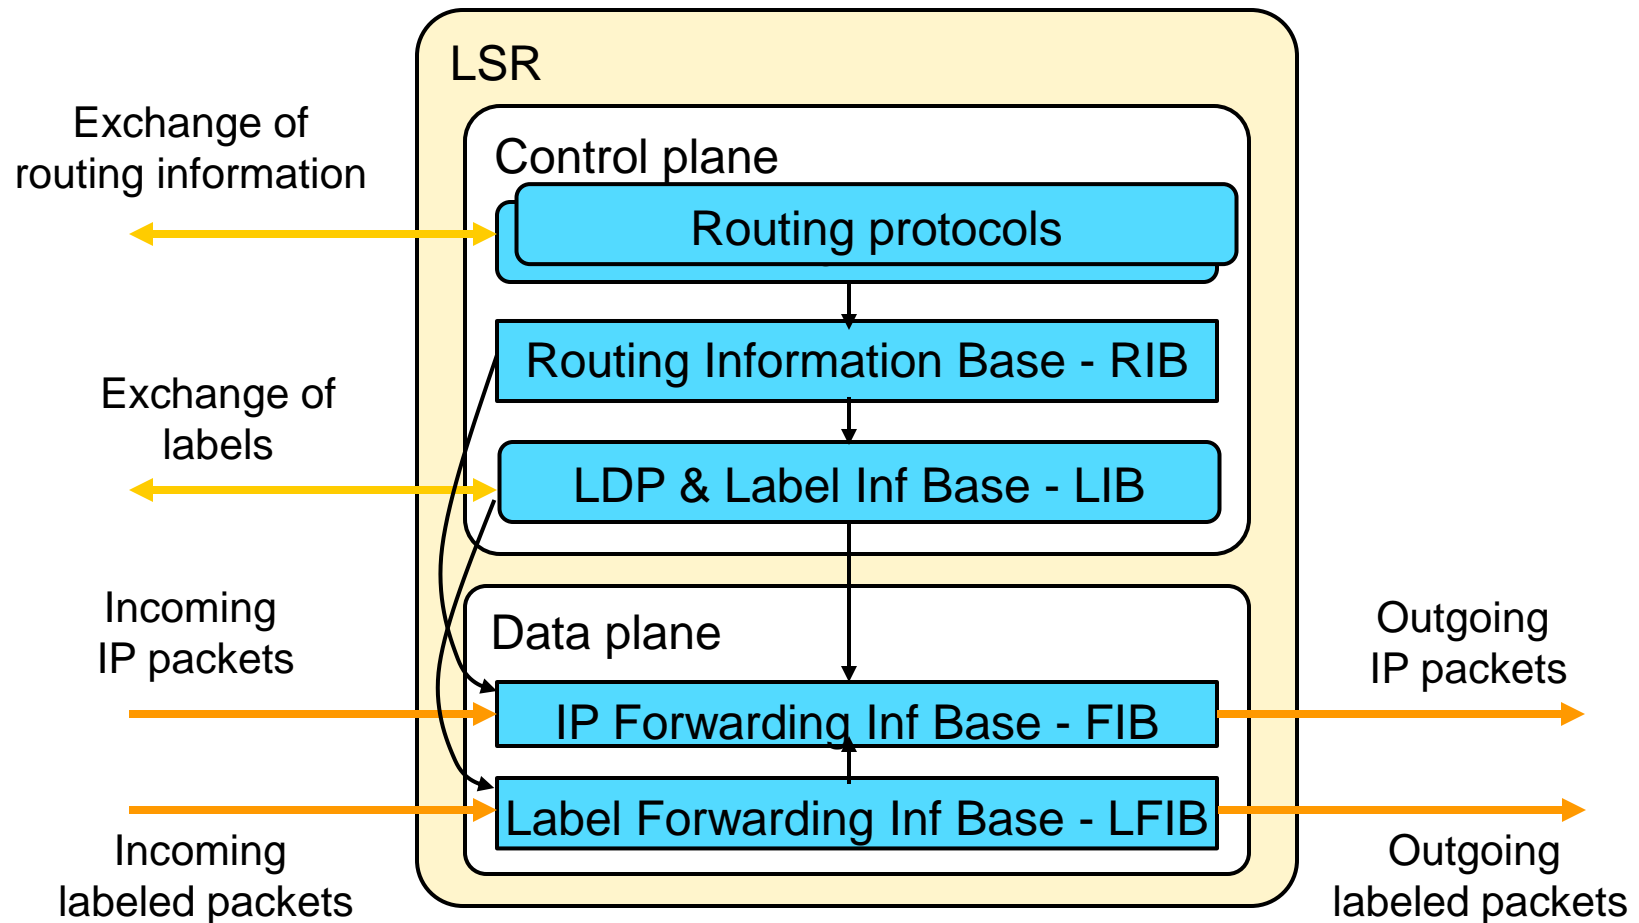 LSR
Exchange of
routing information
Control plane
Routing protocols
Routing Information Base - RIB
Exchange of
labels
LDP & Label Inf Base - LIB
Incoming
IP packets
Data plane
Outgoing
IP packets
IP Forwarding Inf Base - FIB
Label Forwarding Inf Base - LFIB
Incoming
labeled packets
Outgoing
labeled packets